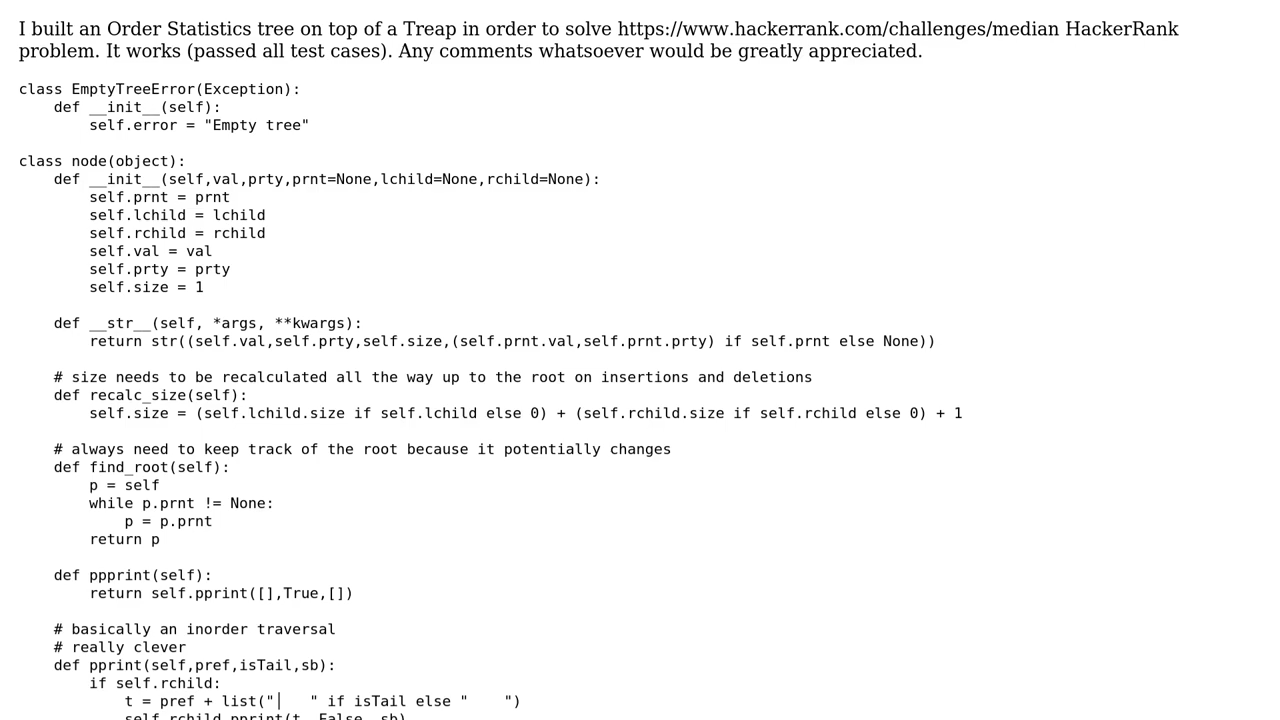 I built an Order Statistics tree on top of a Treap in order to solve https://www.hackerrank.com/challenges/median HackerRank
problem. It works (passed all test cases). Any comments whatsoever would be greatly appreciated.

class EmptyTreeError(Exception):
    def __init__(self):
        self.error = "Empty tree"

class node(object):
    def __init__(self,val,prty,prnt=None,lchild=None,rchild=None):
        self.prnt = prnt
        self.lchild = lchild
        self.rchild = rchild
        self.val = val
        self.prty = prty
        self.size = 1

    def __str__(self, *args, **kwargs):
        return str((self.val,self.prty,self.size,(self.prnt.val,self.prnt.prty) if self.prnt else None))

    # size needs to be recalculated all the way up to the root on insertions and deletions
    def recalc_size(self):
        self.size = (self.lchild.size if self.lchild else 0) + (self.rchild.size if self.rchild else 0) + 1

    # always need to keep track of the root because it potentially changes
    def find_root(self):
        p = self
        while p.prnt != None:
            p = p.prnt
        return p

    def ppprint(self):
        return self.pprint([],True,[])

    # basically an inorder traversal
    # really clever
    def pprint(self,pref,isTail,sb):
        if self.rchild:
            t = pref + list("│   " if isTail else "    ")
            self.rchild.pprint(t, False, sb)